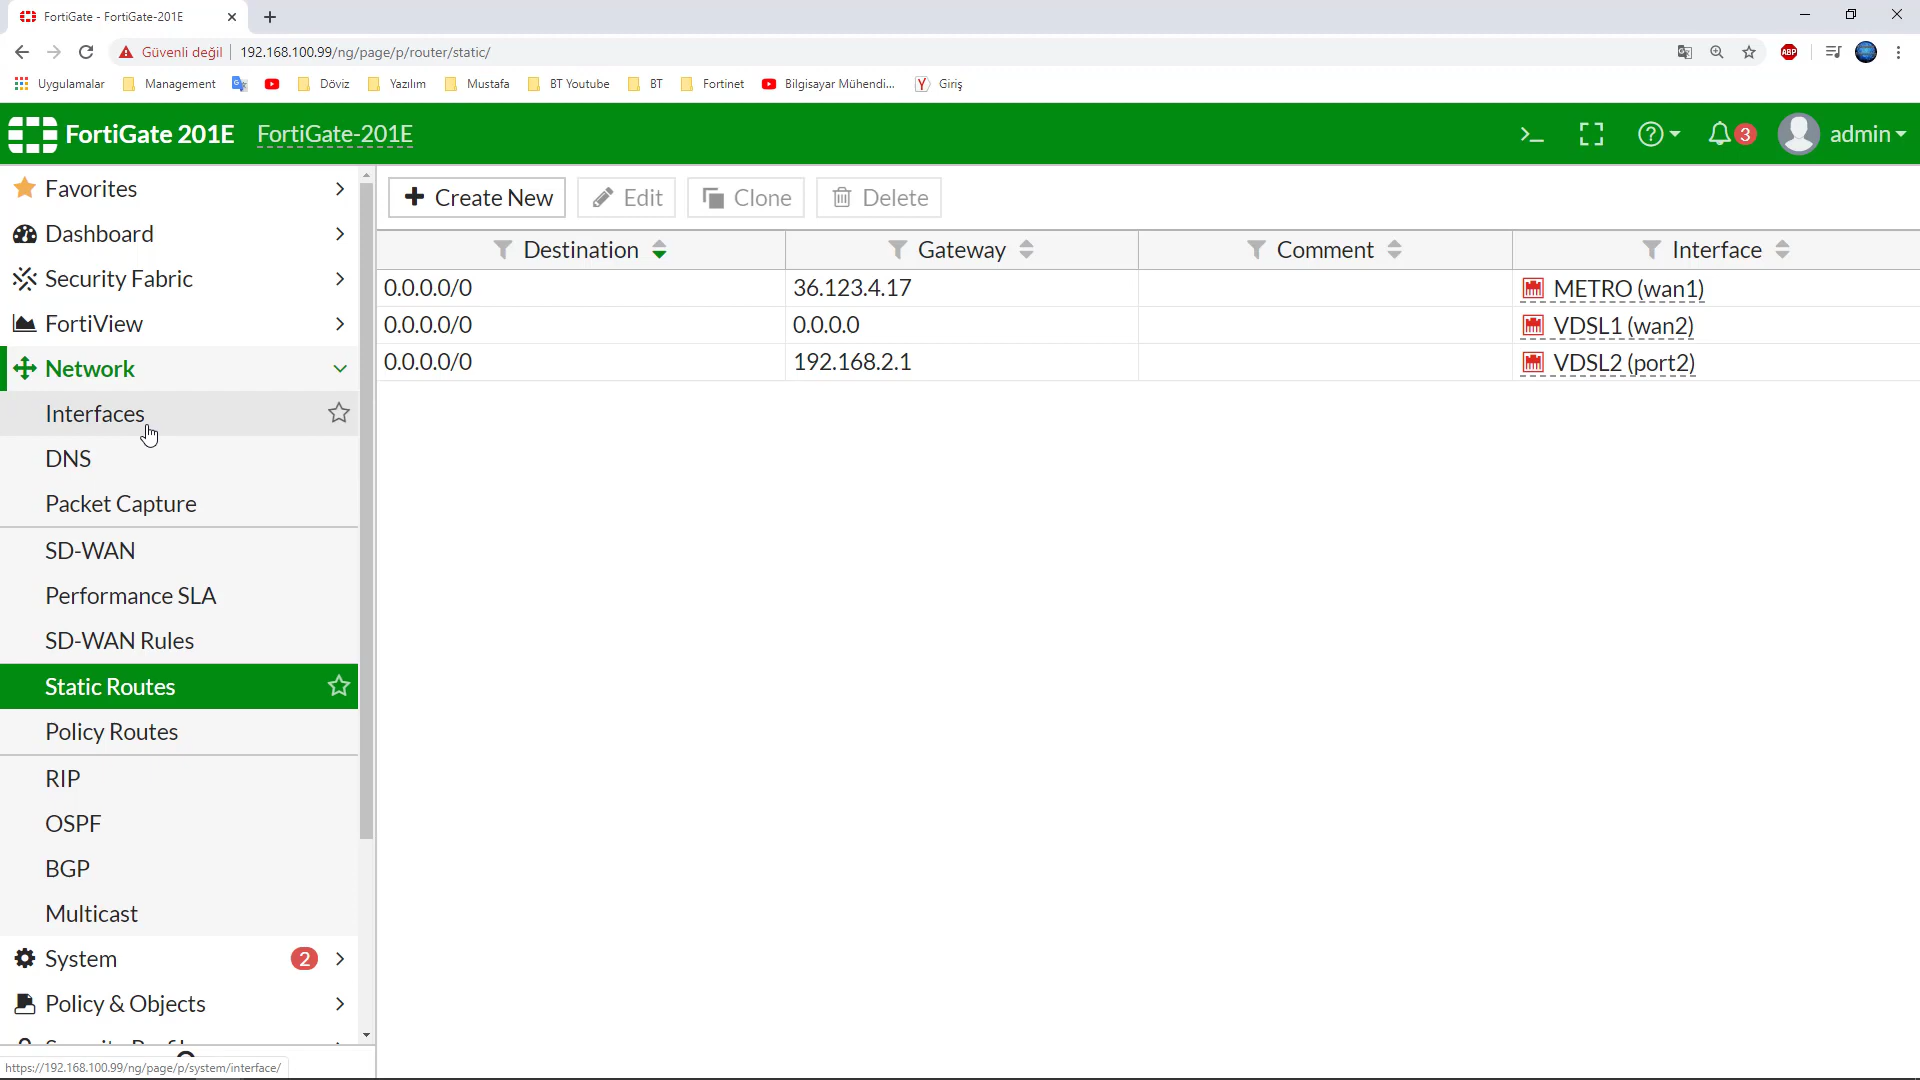 FortiGate - FortiGate-201E
Güvenli değil 192.168.100.99/ng/page/p/router/static/
ABP
Uygulamalar Management Döviz Yazılım Mustafa BT Youtube BT Fortinet Bilgisayar Mühendi... Giriş
FortiGate 201E FortiGate-201E 3 admin
Favorites
Dashboard
Security Fabric
FortiView
Network
Interfaces
DNS
Packet Capture
SD-WAN
Performance SLA
SD-WAN Rules
Static Routes
Policy Routes
RIP
OSPF
BGP
Multicast
System 2
Policy & Objects
https://192.168.100.99/ng/page/p/system/interface/
Create New Edit Clone Delete
Destination Gateway Comment Interface
0.0.0.0/0 36.123.4.17 METRO (wan1)
0.0.0.0/0 0.0.0.0 VDSL1 (wan2)
0.0.0.0/0 192.168.2.1 VDSL2 (port2)